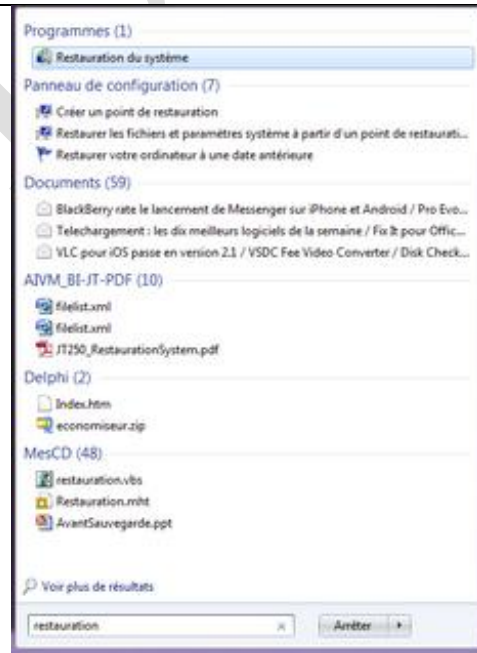 Programmes (1)
Restauration du système
Panneau de configuration (7)
Créer un point de restauration
Restaurer les fichiers et paramètres système à partir d'un point de restaurati...
Restaurer votre ordinateur à une date antérieure
Documents (59)
BlackBerry rate le lancement de Messenger sur iPhone et Android / Pro Evo...
Telechargement : les dix meilleurs logiciels de la semaine / Fix It pour Offic...
VLC pour iOS passe en version 2.1 / VSDC Fee Video Converter / Disk Check...
AIVM_BI-JT-PDF (10)
filelist.xml
filelist.xml
JT250_RestaurationSystem.pdf
Delphi (2)
Index.htm
economiseur.zip
MesCD (48)
restauration.vbs
Restauration.mht
AvantSauvegarde.ppt
Voir plus de résultats
restauration
Arrêter